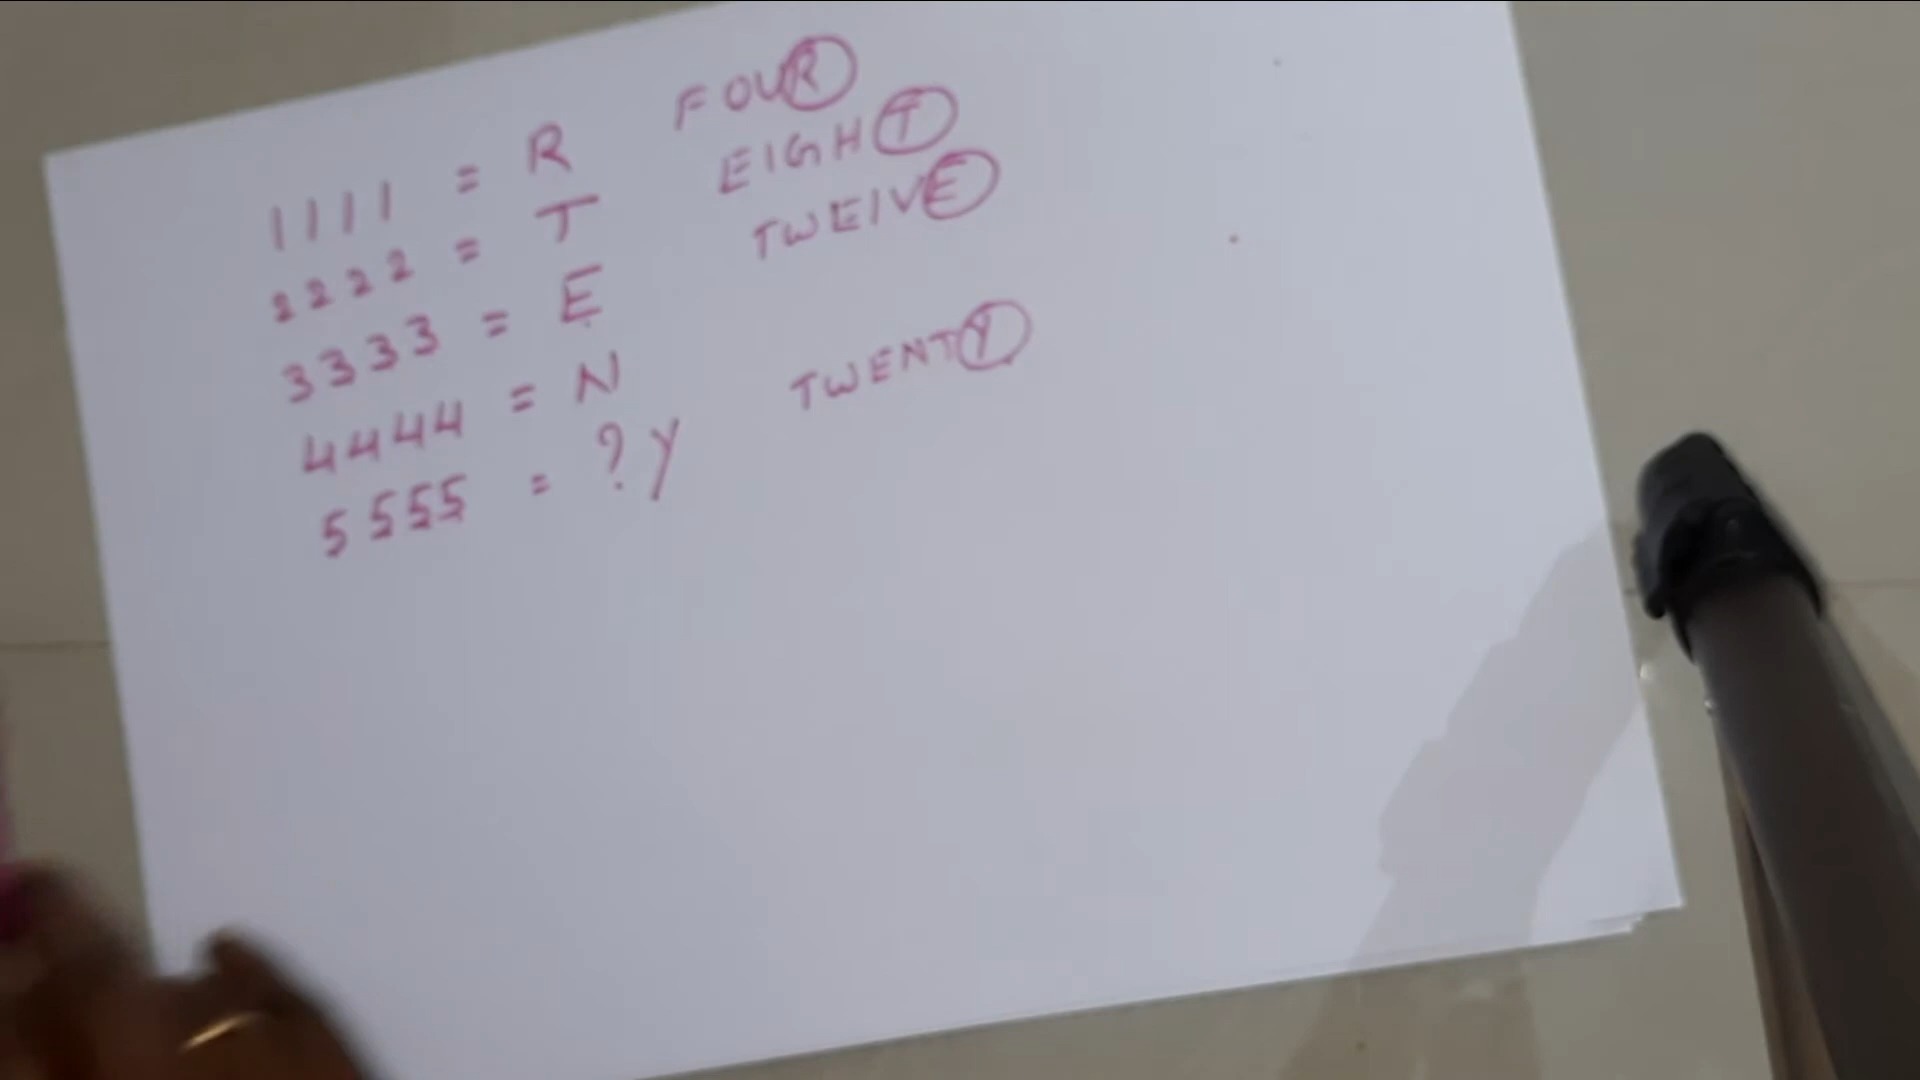 1111 = R FOUR
2222 = T EIGHT
3333 = E TWEIVE
4444 = N
5555 = ? Y TWENTY